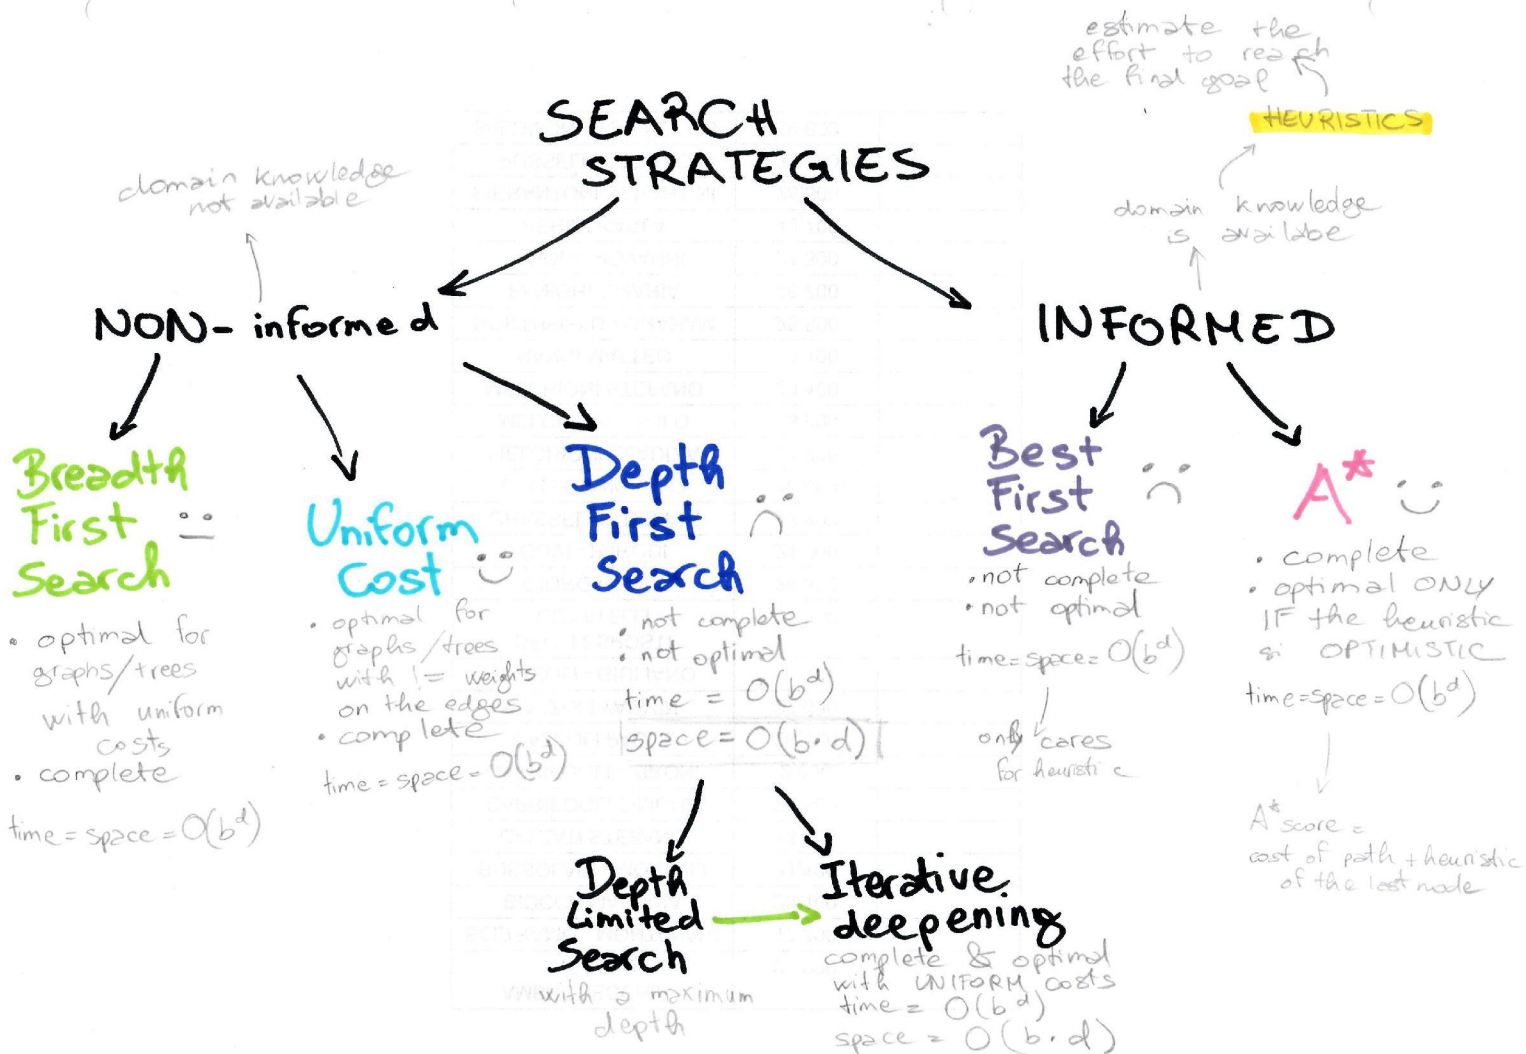 estimate the
effort to reach
the final goal
HEURISTICS
SEARCH
STRATEGIES
domain knowledge
not available
domain knowledge
is availabe
NON-informed
INFORMED
Breadth
First
Search
• optimal for
graphs/trees
with uniform
costs
• complete
time = space = O(b^d)
Uniform
Cost
• optimal for
graphs/trees
with != weights
on the edges
• complete
time = space = O(b^d)
Depth
First
Search
• not complete
• not optimal
time = O(b^d)
space = O(b·d)
Depth
Limited
Search
with a maximum
depth
Iterative
deepening
complete & optimal
with UNIFORM costs
time = O(b^d)
space = O(b·d)
Best
First
Search
• not complete
• not optimal
time=space=O(b^d)
only cares
for heuristic
A*
• complete
• optimal ONLY
IF the heuristic
si OPTIMISTIC
time=space=O(b^d)
A* score =
cost of path + heuristic
of the last node